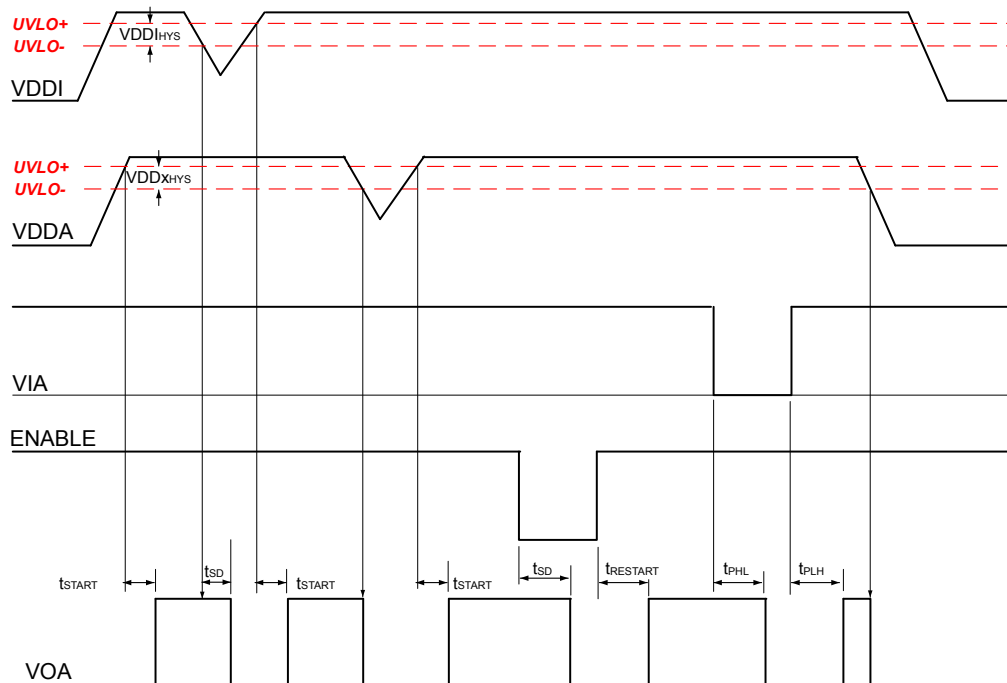 UVLO+
VDDIHYS
UVLO-
VDDI
UVLO+
VDDxHYS
UVLO-
VDDA
VIA
ENABLE
tSTART
tSD
tSTART
tSTART
tSD
tRESTART
tPHL
tPLH
VOA